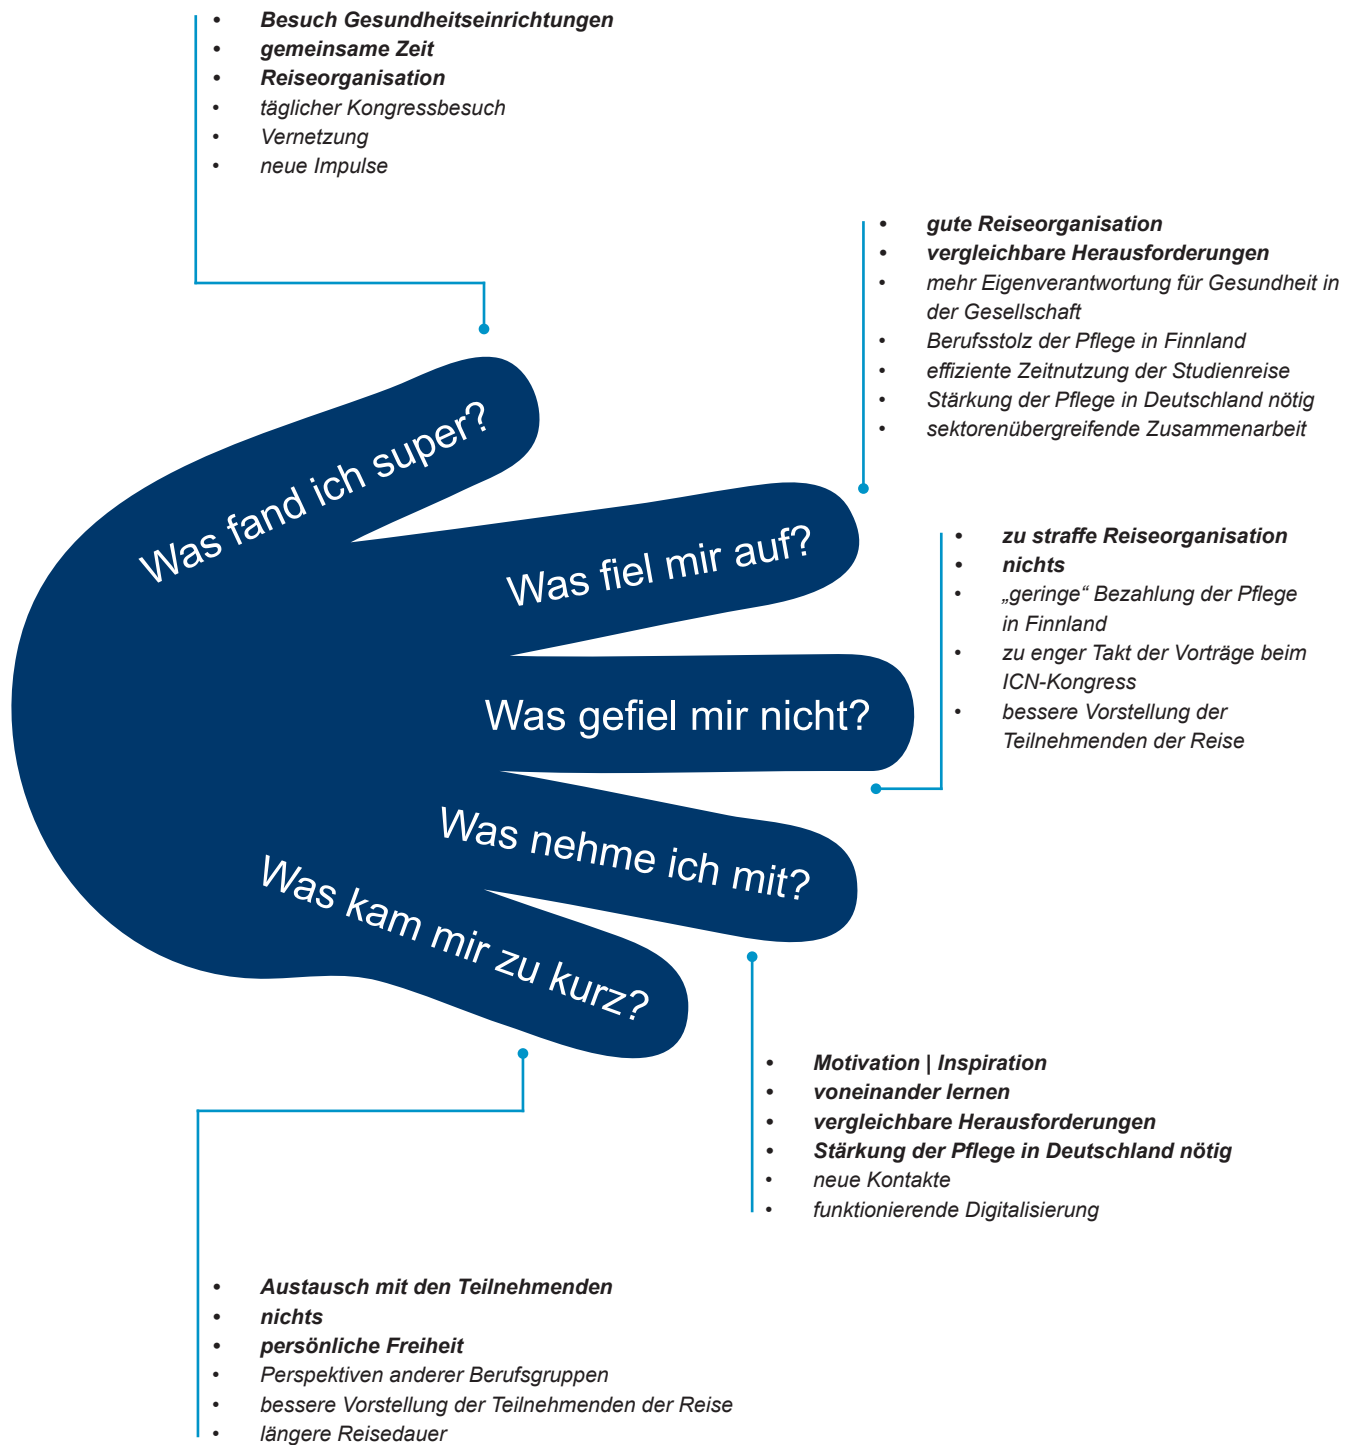 • Besuch Gesundheitseinrichtungen
• gemeinsame Zeit
• Reiseorganisation
• täglicher Kongressbesuch
• Vernetzung
• neue Impulse
• gute Reiseorganisation
• vergleichbare Herausforderungen
• mehr Eigenverantwortung für Gesundheit in
der Gesellschaft
• Berufsstolz der Pflege in Finnland
• effiziente Zeitnutzung der Studienreise
• Stärkung der Pflege in Deutschland nötig
• sektorenübergreifende Zusammenarbeit
Was fand ich super?
Was fiel mir auf?
• zu straffe Reiseorganisation
• nichts
• „geringe“ Bezahlung der Pflege
in Finnland
• zu enger Takt der Vorträge beim
ICN-Kongress
• bessere Vorstellung der
Teilnehmenden der Reise
Was gefiel mir nicht?
Was nehme ich mit?
Was kam mir zu kurz?
• Motivation | Inspiration
• voneinander lernen
• vergleichbare Herausforderungen
• Stärkung der Pflege in Deutschland nötig
• neue Kontakte
• funktionierende Digitalisierung
• Austausch mit den Teilnehmenden
• nichts
• persönliche Freiheit
• Perspektiven anderer Berufsgruppen
• bessere Vorstellung der Teilnehmenden der Reise
• längere Reisedauer